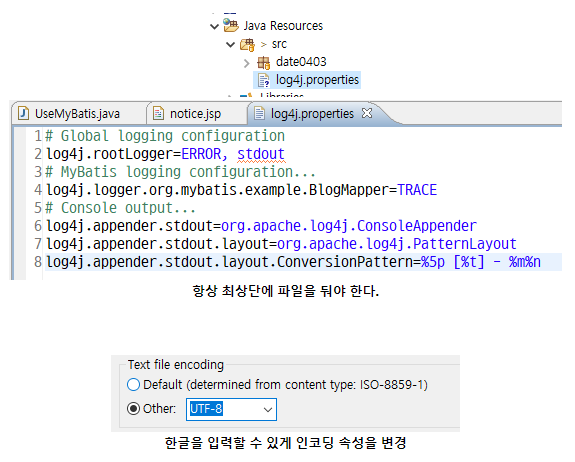 Java Resources
> src
date0403
log4j.properties
UseMyBatis.java notice.jsp log4j.properties
1 # Global logging configuration
2 log4j.rootLogger=ERROR, stdout
3 # MyBatis logging configuration...
4 log4j.logger.org.mybatis.example.BlogMapper=TRACE
5 # Console output...
6 log4j.appender.stdout=org.apache.log4j.ConsoleAppender
7 log4j.appender.stdout.layout=org.apache.log4j.PatternLayout
8 log4j.appender.stdout.layout.ConversionPattern=%5p [%t] - %m%n
항상 최상단에 파일을 둬야 한다.
Text file encoding
Default (determined from content type: ISO-8859-1)
Other: UTF-8
한글을 입력할 수 있게 인코딩 속성을 변경